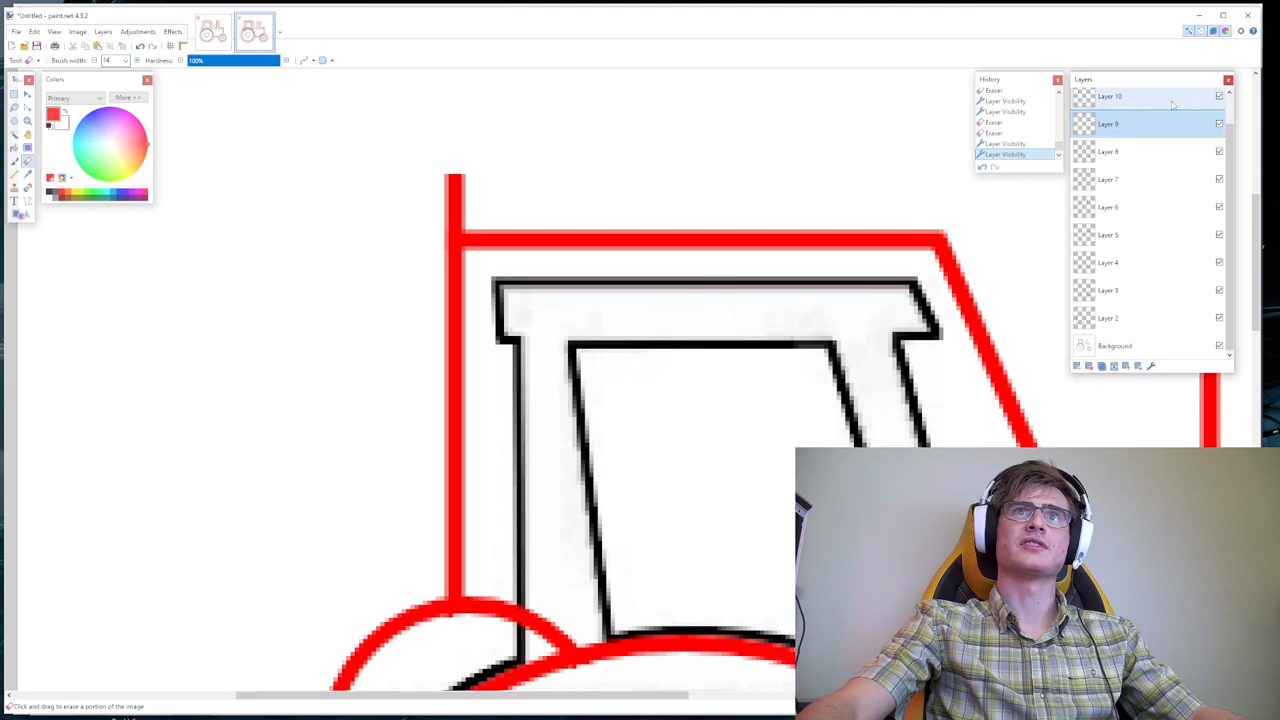 *Untitled - paint.net 4.3.2
File Edit View Image Layers Adjustments Effects
Tool: Brush width: 14 Hardness: 100%
To...
Colors
Primary More >>
History
Eraser
Layer Visibility
Layer Visibility
Eraser
Eraser
Layer Visibility
Layer Visibility
Layers
Layer 10
Layer 9
Layer 8
Layer 7
Layer 6
Layer 5
Layer 4
Layer 3
Layer 2
Background
Click and drag to erase a portion of the image